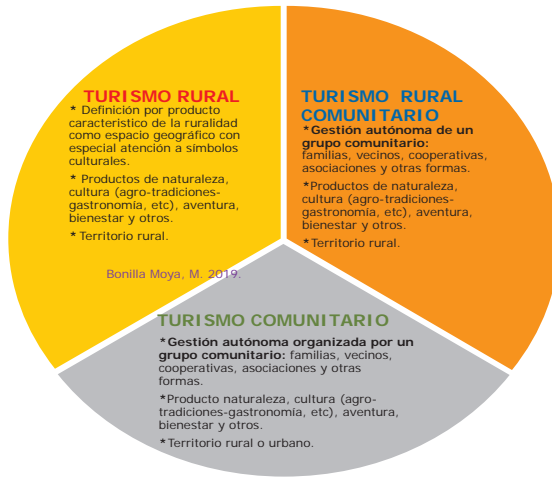 TURISMO RURAL
* Definición por producto
característico de la ruralidad
como espacio geográfico con
especial atención a símbolos
culturales.
* Productos de naturaleza,
cultura (agro-tradiciones-
gastronomía, etc), aventura,
bienestar y otros.
* Territorio rural.
Bonilla Moya, M. 2019.
TURISMO RURAL
COMUNITARIO
*Gestión autónoma de un
grupo comunitario:
familias, vecinos, cooperativas,
asociaciones y otras formas.
*Productos de naturaleza,
cultura (agro-tradiciones-
gastronomía, etc), aventura,
bienestar y otros.
*Territorio rural.
TURISMO COMUNITARIO
*Gestión autónoma organizada por un
grupo comunitario: familias, vecinos,
cooperativas, asociaciones y otras
formas.
*Producto naturaleza, cultura (agro-
tradiciones-gastronomía, etc), aventura,
bienestar y otros.
*Territorio rural o urbano.